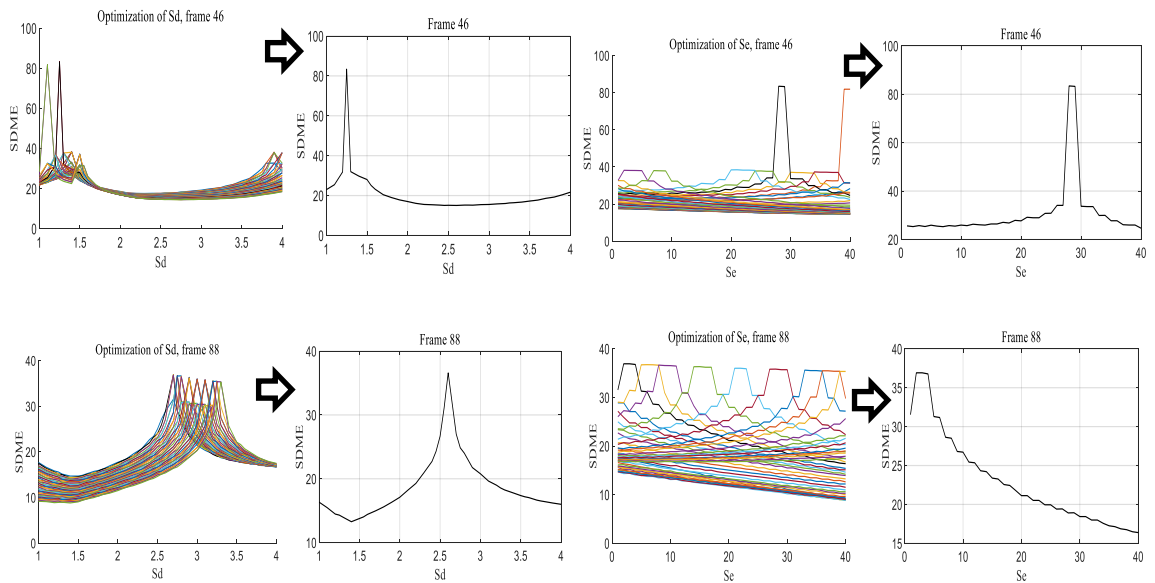 Optimization of Sd, frame 46
100
80
60
40
20
0
SDME
1 1.5 2 2.5 3 3.5 4
Sd
Frame 46
100
80
60
40
20
0
SDME
1 1.5 2 2.5 3 3.5 4
Sd
Optimization of Se, frame 46
100
80
60
40
20
0
SDME
0 10 20 30 40
Se
Frame 46
100
80
60
40
20
SDME
0 10 20 30 40
Se
Optimization of Sd, frame 88
40
30
20
10
0
SDME
1 1.5 2 2.5 3 3.5 4
Sd
Frame 88
40
30
20
10
SDME
1 1.5 2 2.5 3 3.5 4
Sd
Optimization of Se, frame 88
40
30
20
10
0
SDME
0 10 20 30 40
Se
Frame 88
40
35
30
25
20
15
SDME
0 10 20 30 40
Se